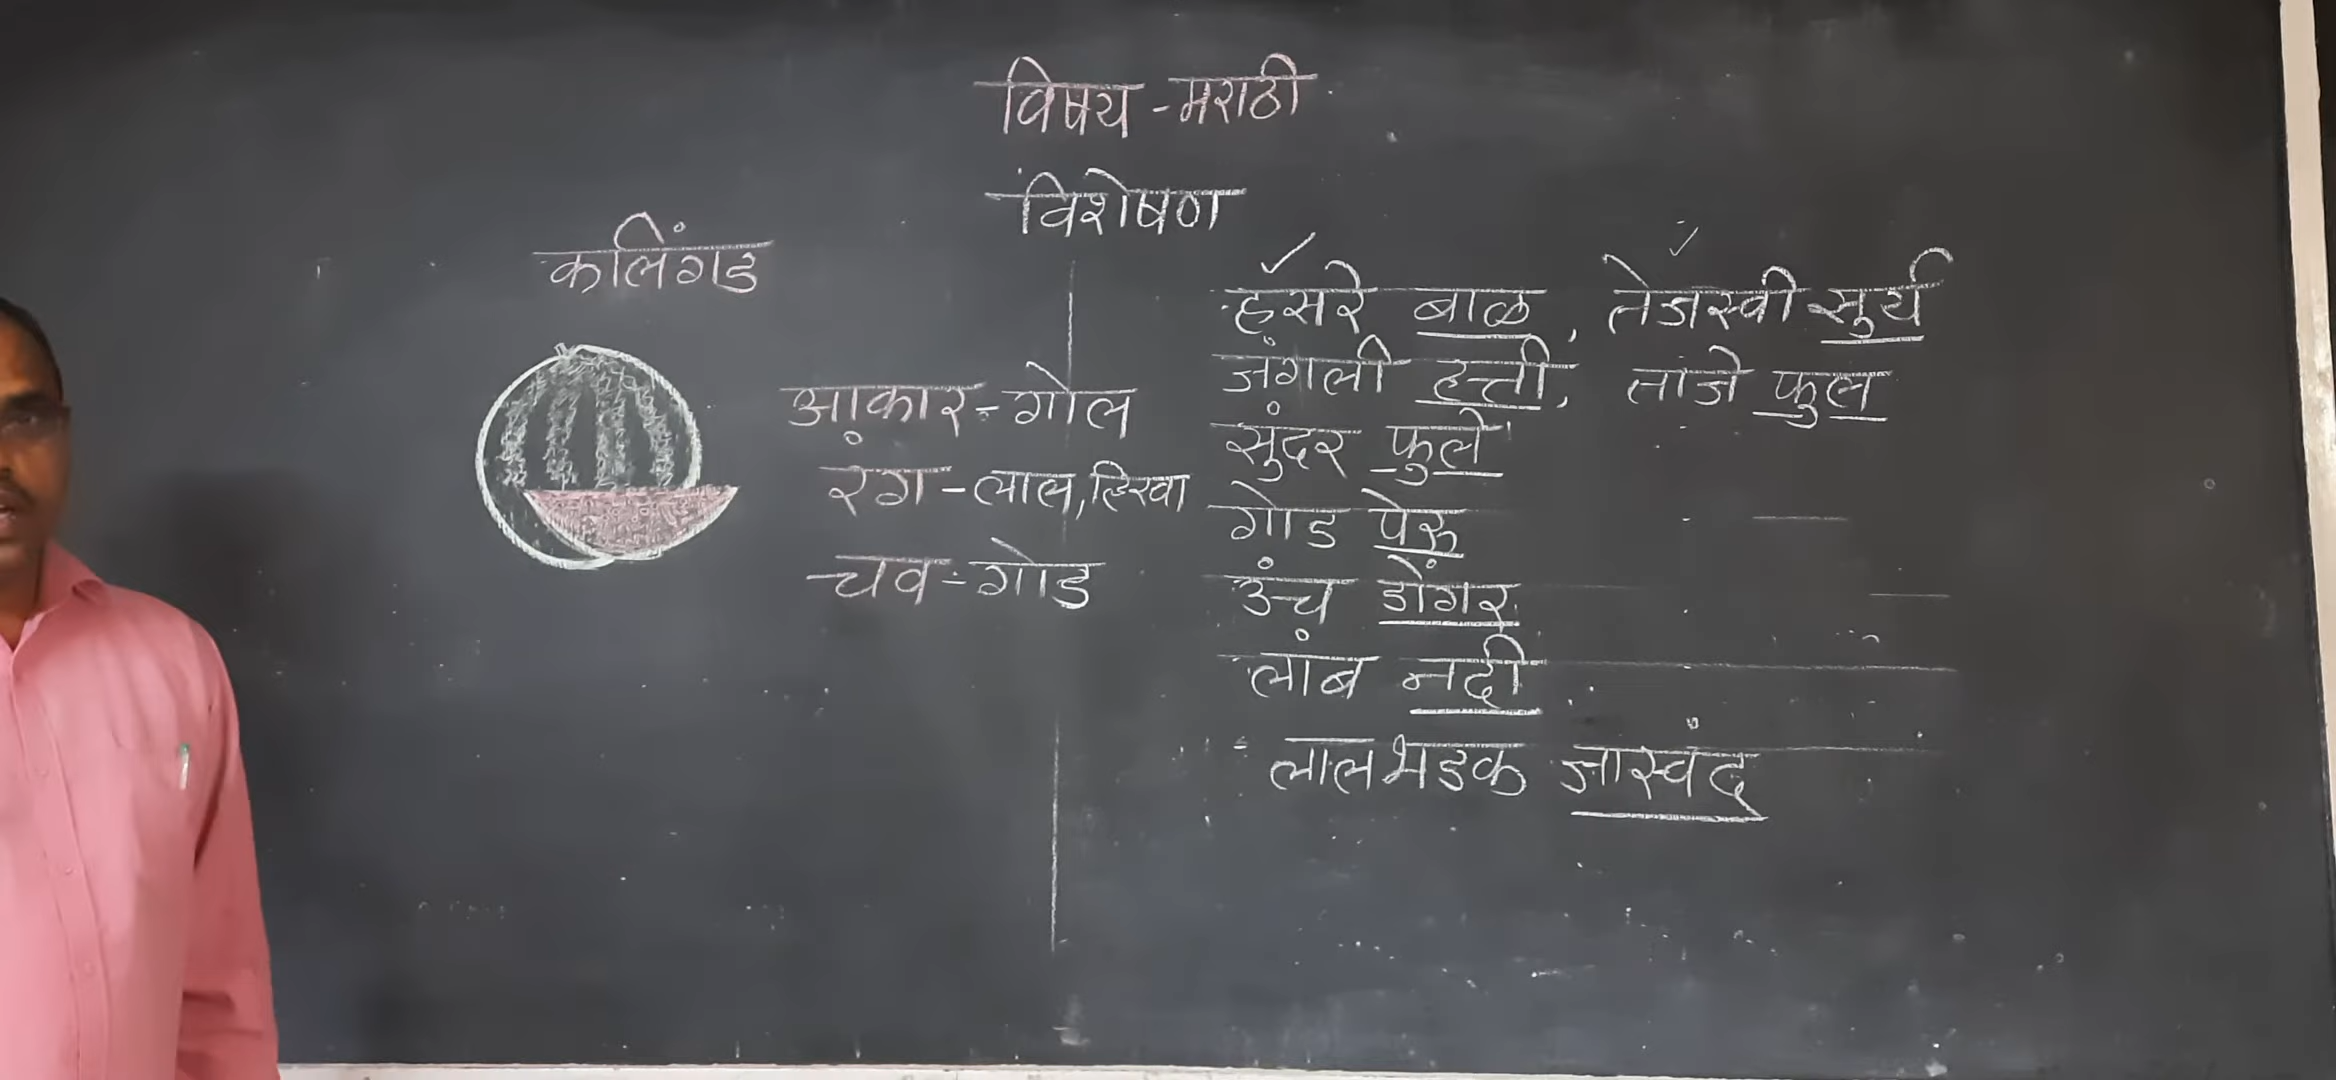 विषय - मराठी
विशेषण
कलिंगड
आकार - गोल
रंग - लाल, हिरवा
चव - गोड
हसरे बाळ, तेजस्वी सुर्य
जंगली हत्ती, ताजे फुल
सुंदर फुले
गोड पेरू
उंच डोंगर
लांब नदी
लालभडक जास्वंद